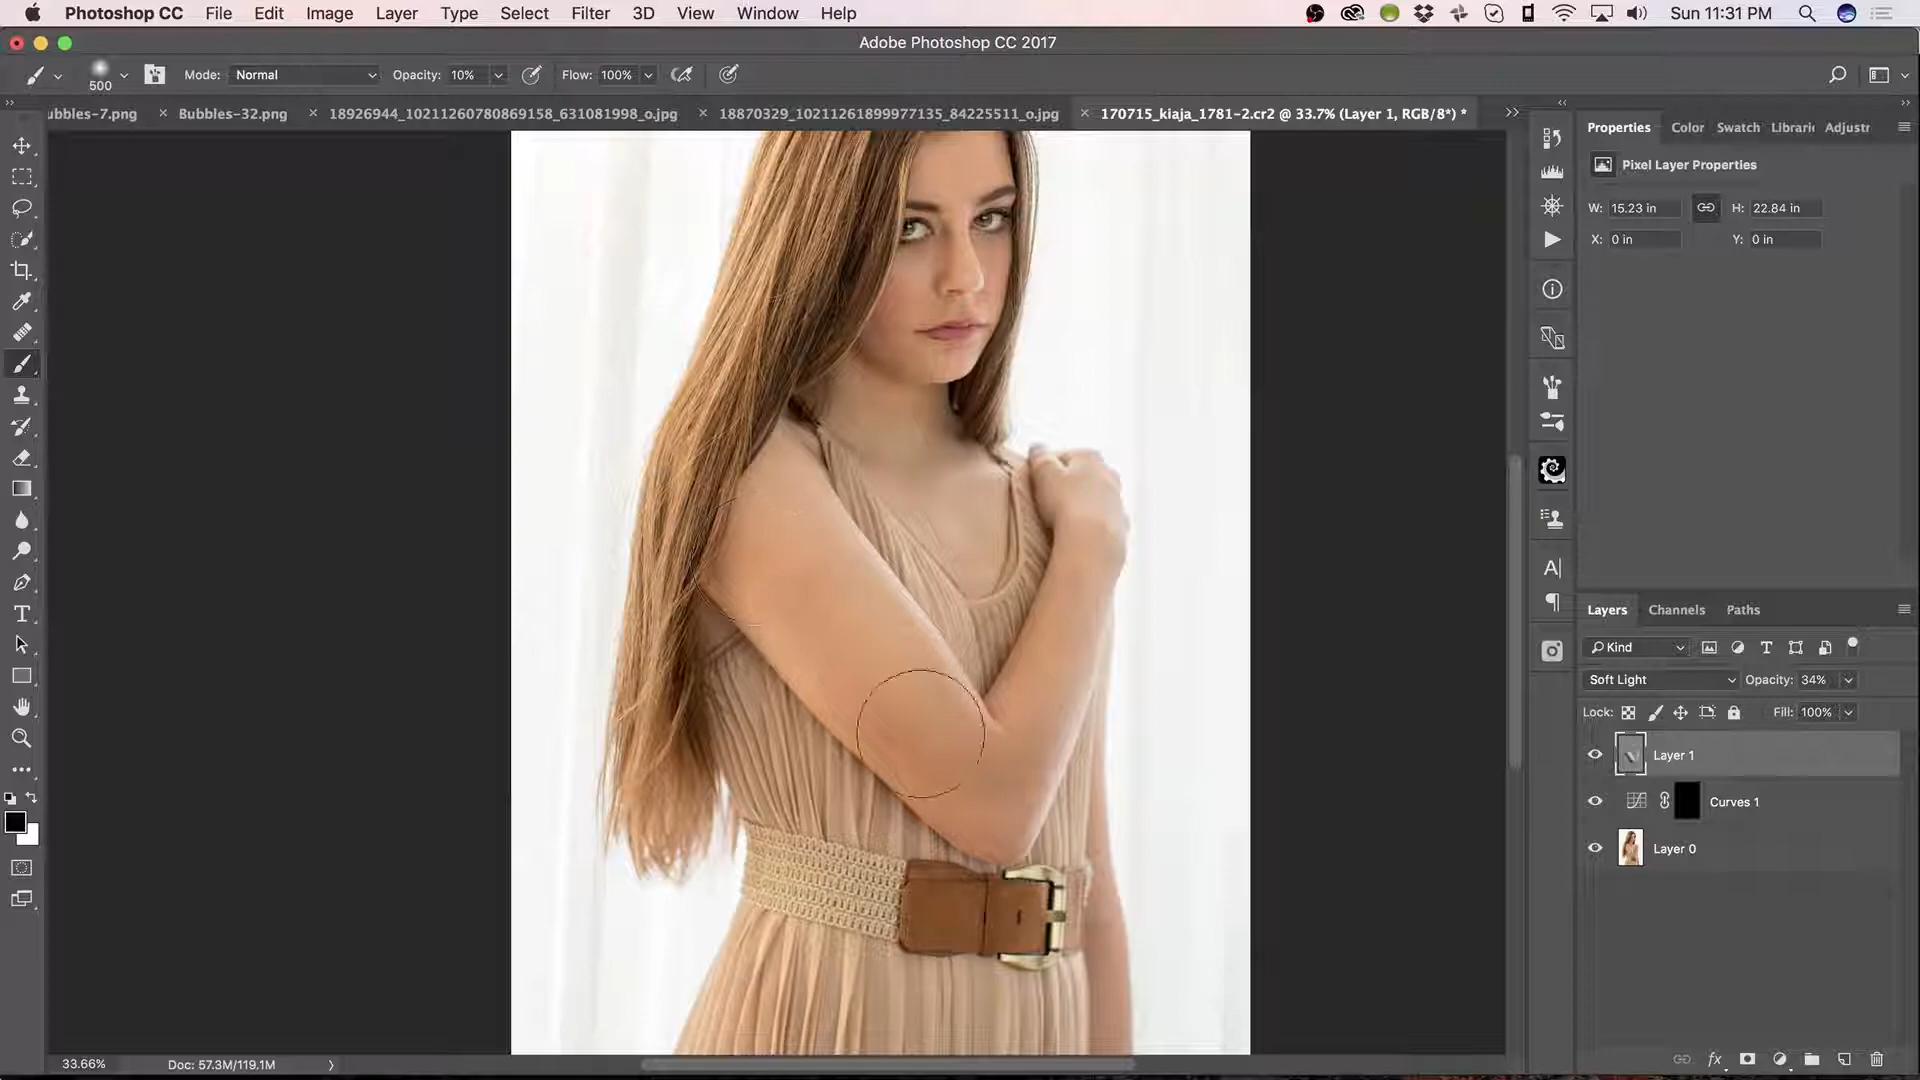 Photoshop CC File Edit Image Layer Type Select Filter 3D View Window Help Sun 11:31 PM
Adobe Photoshop CC 2017
500 Mode: Normal Opacity: 10% Flow: 100%
ubbles-7.png Bubbles-32.png 18926944_10211260780869158_631081998_o.jpg 18870329_10211261899977135_84225511_o.jpg 170715_kiaja_1781-2.cr2 @ 33.7% (Layer 1, RGB/8*) *
Properties Color Swatch Librari Adjustr
Pixel Layer Properties
W: 15.23 in H: 22.84 in
X: 0 in Y: 0 in
Layers Channels Paths
Kind
Soft Light Opacity: 34%
Lock: Fill: 100%
Layer 1
Curves 1
Layer 0
33.66% Doc: 57.3M/119.1M